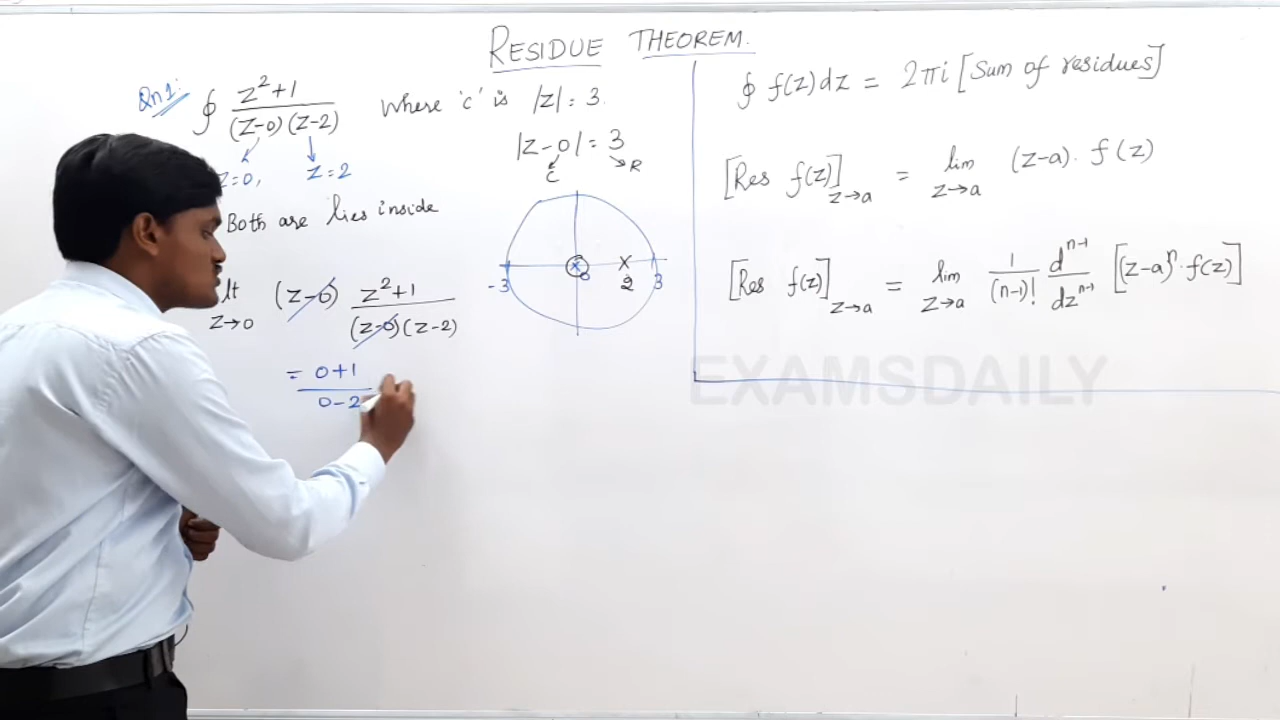 RESIDUE THEOREM.
Qn 1:
∮ z²+1 / (z-0)(z-2) where 'c' is |z| = 3.
z=0, z=2
|z-0| = 3
C R
Both are lies inside
-3 0 2 3
lt z→0 (z-0) z²+1 / (z-0)(z-2)
= 0+1 / 0-2
∮ f(z) dz = 2πi [Sum of residues]
[Res f(z)] z→a = lim z→a (z-a) · f(z)
[Res f(z)] z→a = lim z→a 1/(n-1)! dⁿ⁻¹/dzⁿ⁻¹ [(z-a)ⁿ · f(z)]
EXAMSDAILY